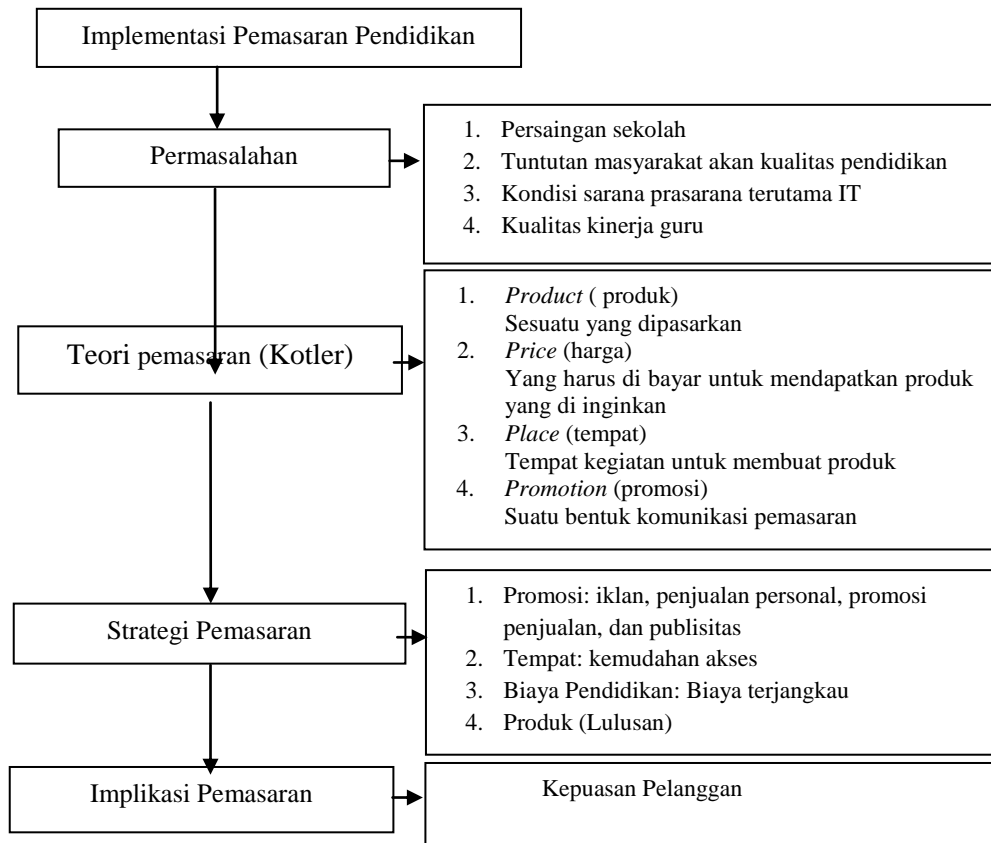 Implementasi Pemasaran Pendidikan
Permasalahan
1. Persaingan sekolah
2. Tuntutan masyarakat akan kualitas pendidikan
3. Kondisi sarana prasarana terutama IT
4. Kualitas kinerja guru
Teori pemasaran (Kotler)
1. Product ( produk)
Sesuatu yang dipasarkan
2. Price (harga)
Yang harus di bayar untuk mendapatkan produk
yang di inginkan
3. Place (tempat)
Tempat kegiatan untuk membuat produk
4. Promotion (promosi)
Suatu bentuk komunikasi pemasaran
Strategi Pemasaran
1. Promosi: iklan, penjualan personal, promosi
penjualan, dan publisitas
2. Tempat: kemudahan akses
3. Biaya Pendidikan: Biaya terjangkau
4. Produk (Lulusan)
Implikasi Pemasaran
Kepuasan Pelanggan